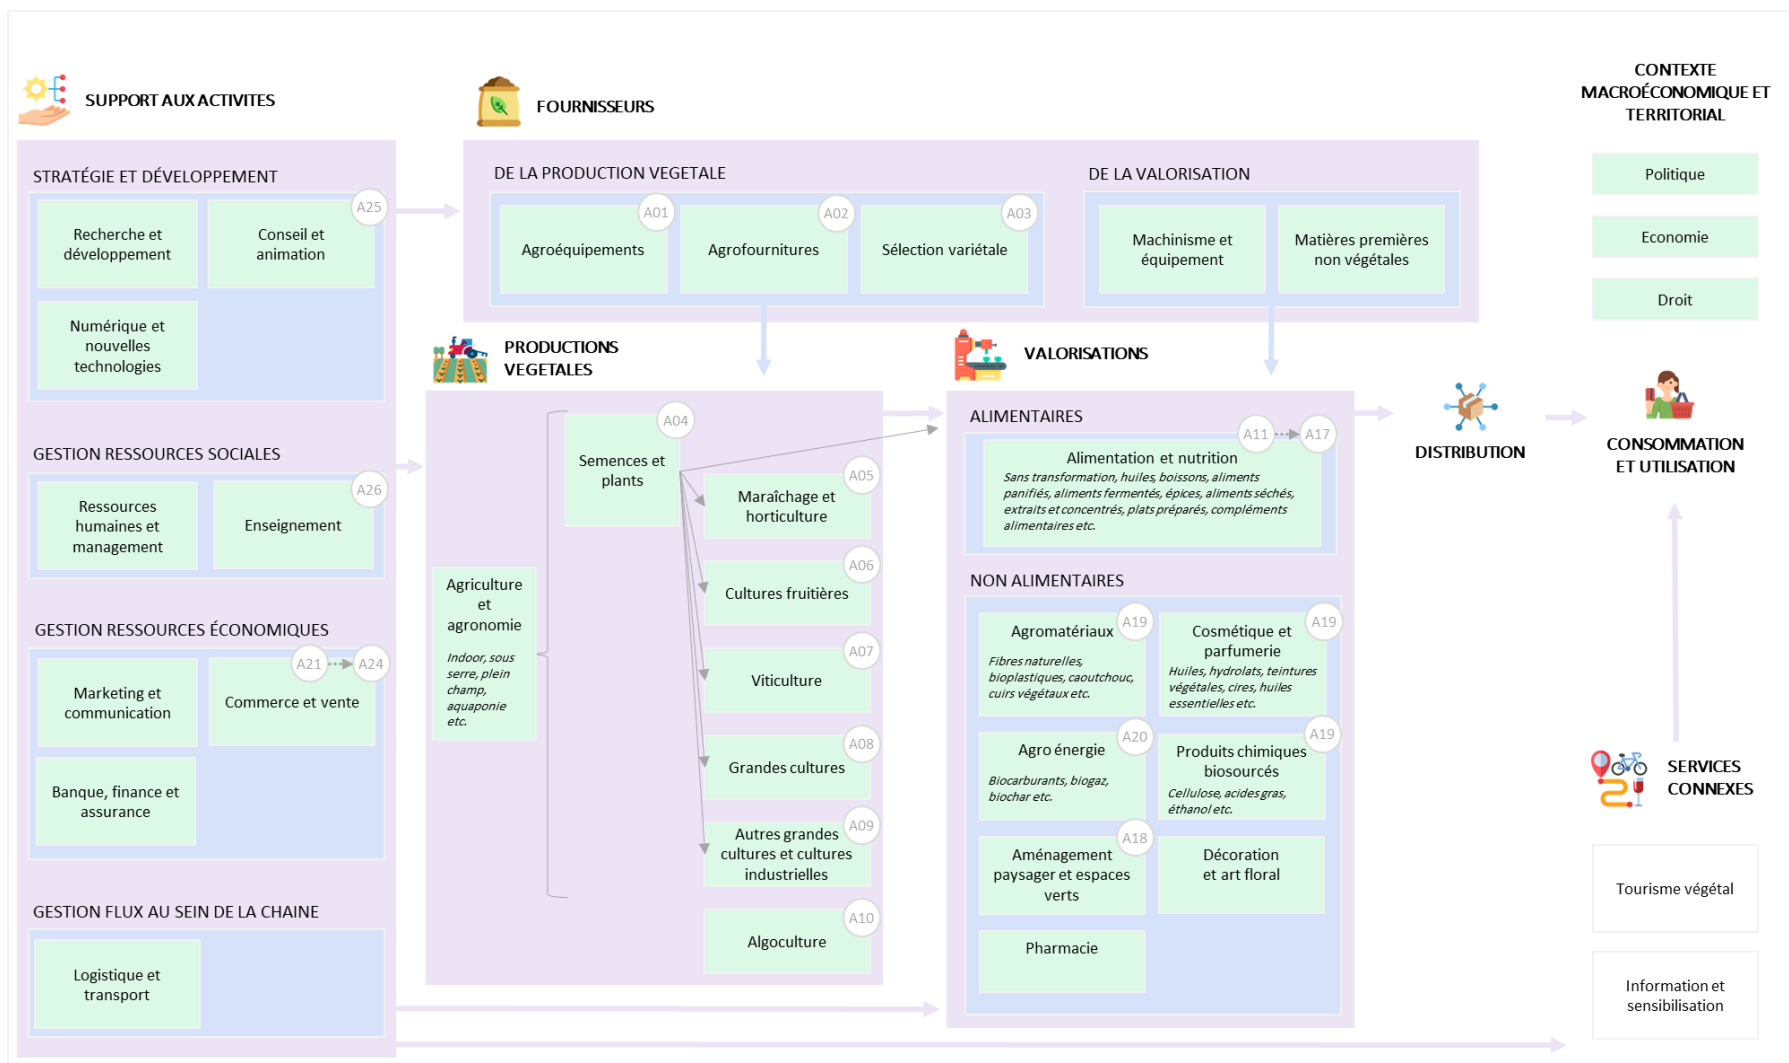 SUPPORT AUX ACTIVITES
STRATÉGIE ET DÉVELOPPEMENT
A25
Recherche et
développement
Conseil et
animation
Numérique et
nouvelles
technologies
GESTION RESSOURCES SOCIALES
A26
Ressources
humaines et
management
Enseignement
GESTION RESSOURCES ÉCONOMIQUES
A21
A24
Marketing et
communication
Commerce et vente
Banque, finance et
assurance
GESTION FLUX AU SEIN DE LA CHAINE
Logistique et
transport
FOURNISSEURS
DE LA PRODUCTION VEGETALE
A01
Agroéquipements
A02
Agrofournitures
A03
Sélection variétale
DE LA VALORISATION
Machinisme et
équipement
Matières premières
non végétales
PRODUCTIONS
VEGETALES
Agriculture
et
agronomie
Indoor, sous
serre, plein
champ,
aquaponie
etc.
A04
Semences et
plants
A05
Maraîchage et
horticulture
A06
Cultures fruitières
A07
Viticulture
A08
Grandes cultures
A09
Autres grandes
cultures et cultures
industrielles
A10
Algoculture
VALORISATIONS
ALIMENTAIRES
A11
A17
Alimentation et nutrition
Sans transformation, huiles, boissons, aliments
panifiés, aliments fermentés, épices, aliments séchés,
extraits et concentrés, plats préparés, compléments
alimentaires etc.
NON ALIMENTAIRES
A19
Agromatériaux
Fibres naturelles,
bioplastiques, caoutchouc,
cuirs végétaux etc.
A19
Cosmétique et
parfumerie
Huiles, hydrolats, teintures
végétales, cires, huiles
essentielles etc.
A20
Agro énergie
Biocarburants, biogaz,
biochar etc.
A19
Produits chimiques
biosourcés
Cellulose, acides gras,
éthanol etc.
A18
Aménagement
paysager et espaces
verts
Décoration
et art floral
Pharmacie
DISTRIBUTION
CONTEXTE
MACROÉCONOMIQUE ET
TERRITORIAL
Politique
Economie
Droit
CONSOMMATION
ET UTILISATION
SERVICES
CONNEXES
Tourisme végétal
Information et
sensibilisation